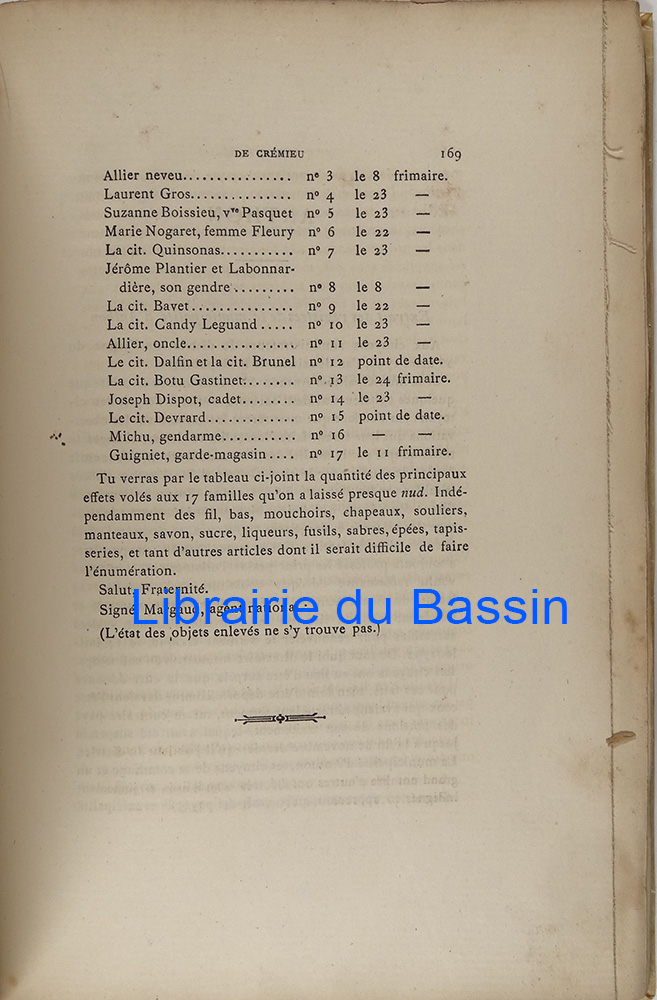 DE CRÉMIEU 169
Allier neveu................ nº 3 le 8 frimaire.
Laurent Gros............... nº 4 le 23 —
Suzanne Boissieu, vve Pasquet nº 5 le 23 —
Marie Nogaret, femme Fleury nº 6 le 22 —
La cit. Quinsonas........... nº 7 le 23 —
Jérôme Plantier et Labonnar-
dière, son gendre ......... nº 8 le 8 —
La cit. Bavet............... nº 9 le 22 —
La cit. Candy Leguand ..... nº 10 le 23 —
Allier, oncle................ nº 11 le 23 —
Le cit. Dalfin et la cit. Brunel nº 12 point de date.
La cit. Botu Gastinet........ nº 13 le 24 frimaire.
Joseph Dispot, cadet........ nº 14 le 23 —
Le cit. Devrard............. nº 15 point de date.
Michu, gendarme........... nº 16 — —
Guigniet, garde-magasin .... nº 17 le 11 frimaire.
Tu verras par le tableau ci-joint la quantité des principaux
effets volés aux 17 familles qu'on a laissé presque nud. Indé-
pendamment des fil, bas, mouchoirs, chapeaux, souliers,
manteaux, savon, sucre, liqueurs, fusils, sabres, épées, tapis-
series, et tant d'autres articles dont il serait difficile de faire
l'énumération.
Salut, Fraternité.
Signé Margaud, agent national.
(L'état des objets enlevés ne s'y trouve pas.)
Librairie du Bassin